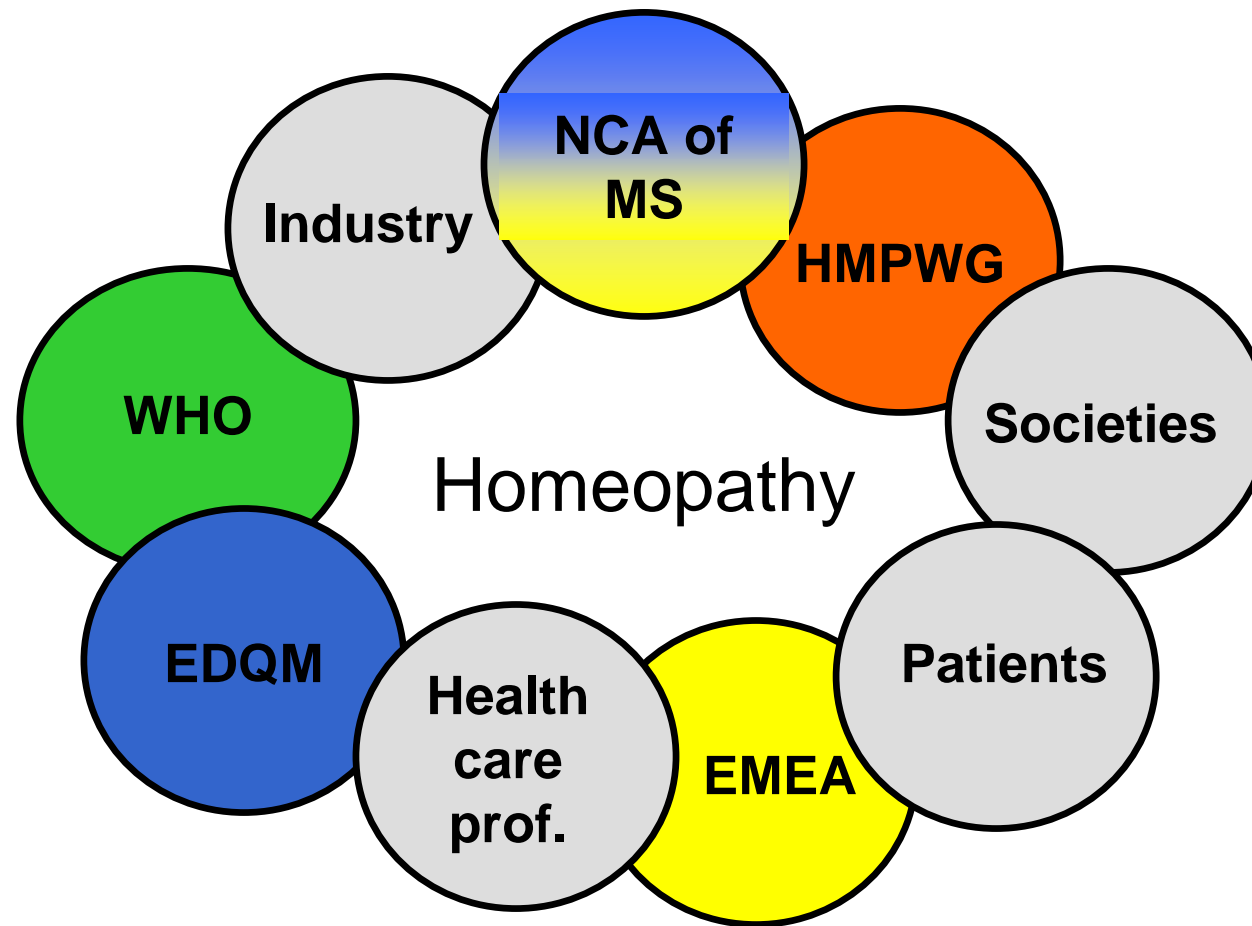 NCA of
MS
Industry
HMPWG
WHO
Societies
Homeopathy
EDQM
Patients
Health
care
prof.
EMEA